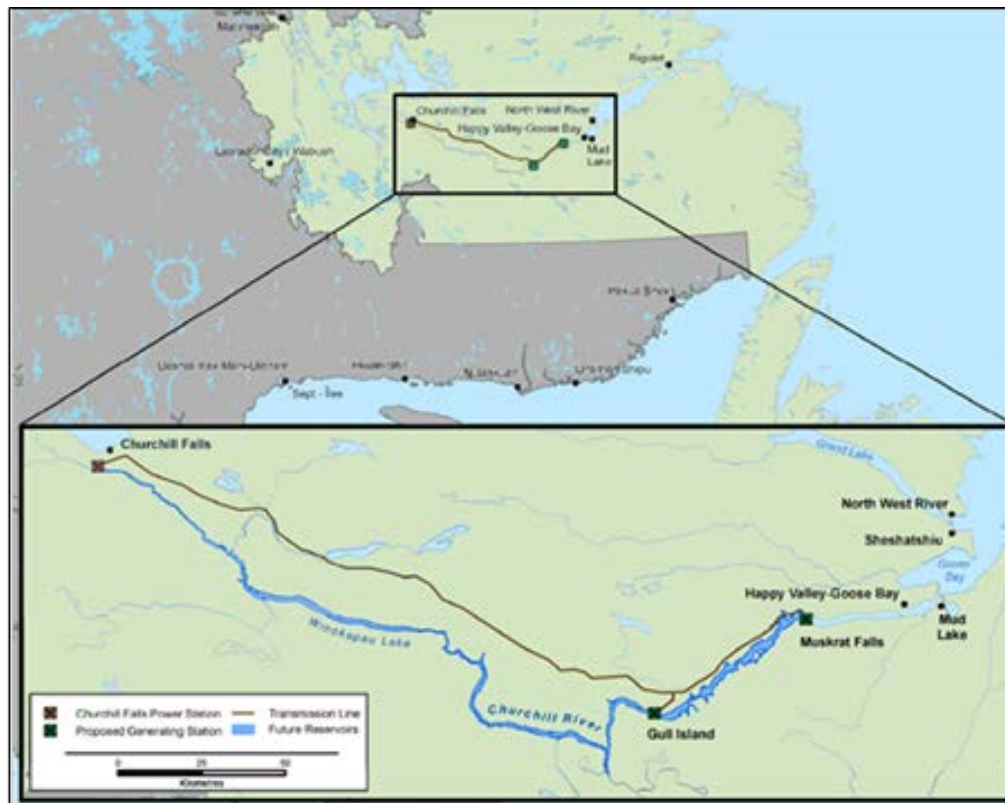 Rigolet
Churchill Falls
North West River
Happy Valley-Goose Bay
Mud
Lake
Sept - Îles
Churchill Falls
Grand Lake
North West River
Sheshatshiu
Goose
Bay
Happy Valley-Goose Bay
Mud
Lake
Muskrat Falls
Winokapau Lake
Churchill River
Gull Island
Churchill Falls Power Station
Transmission Line
Proposed Generating Station
Future Reservoirs
0 25 50
Kilometres